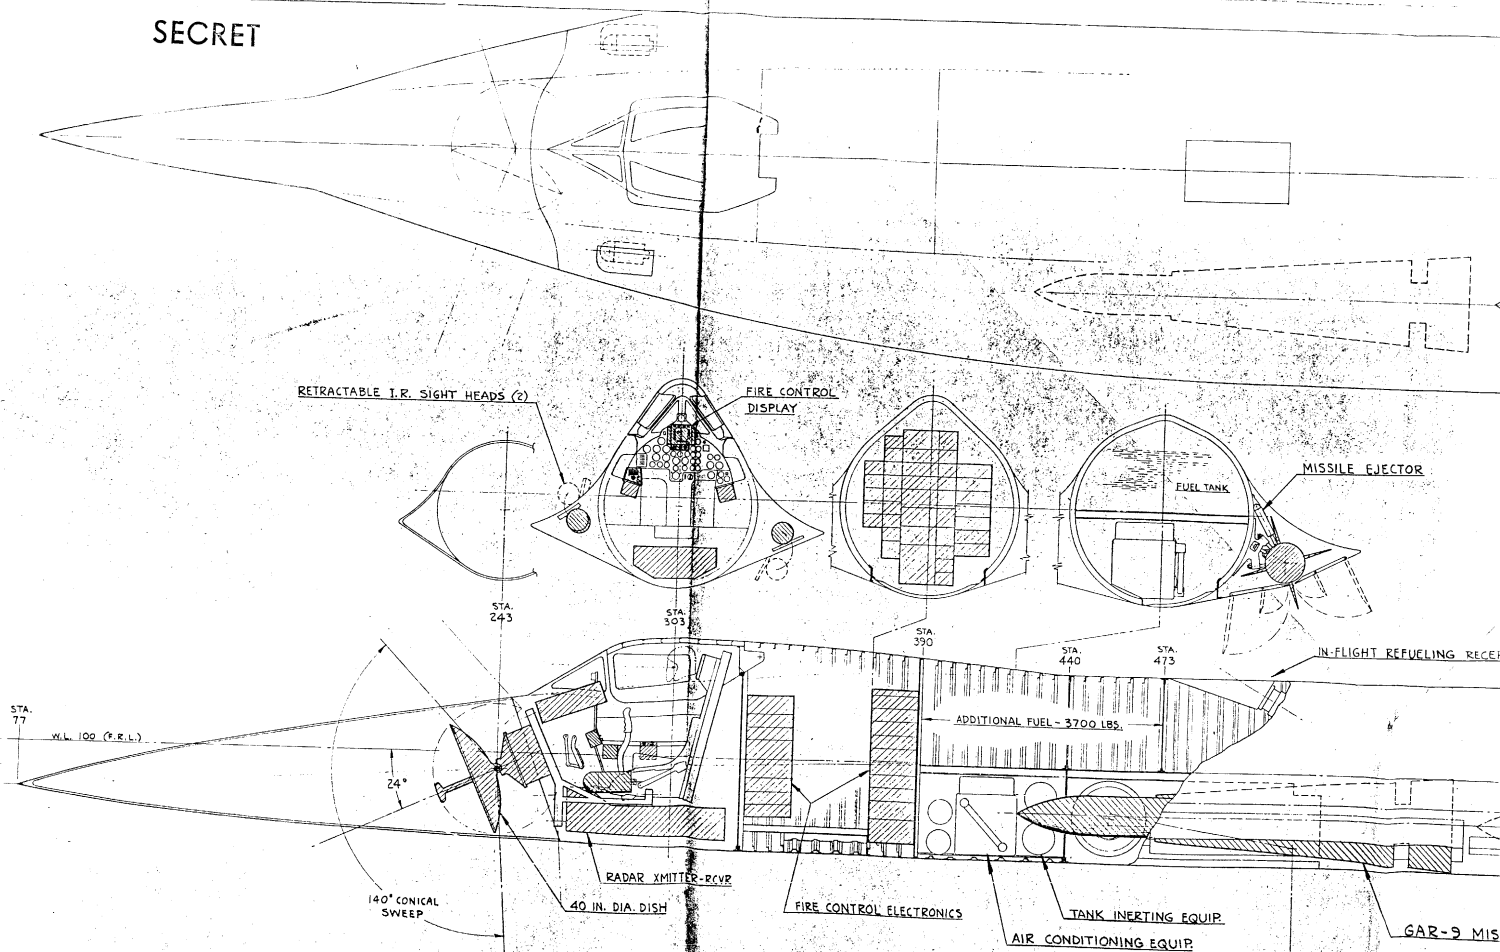 SECRET
RETRACTABLE I.R. SIGHT HEADS (2)
FIRE CONTROL
DISPLAY
MISSILE EJECTOR
FUEL TANK
STA.
243
STA.
303
STA.
390
STA.
440
STA.
473
IN-FLIGHT REFUELING
STA.
77
W.L. 100 (F.R.L.)
ADDITIONAL FUEL - 3700 LBS.
24°
RADAR XMITTER-RCVR
140° CONICAL
SWEEP
40 IN. DIA. DISH
FIRE CONTROL ELECTRONICS
TANK INERTING EQUIP.
AIR CONDITIONING EQUIP.
GAR-9 MIS